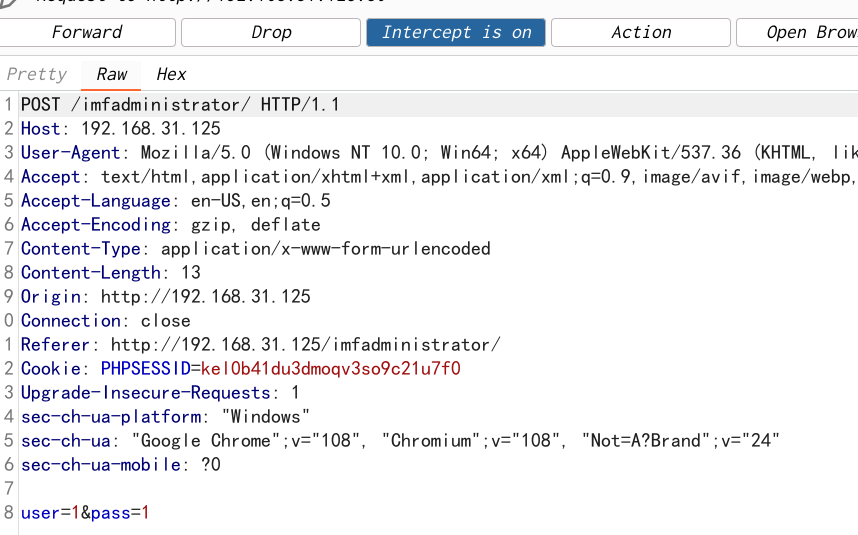 Forward Drop Intercept is on Action Open Brow
Pretty Raw Hex
1 POST /imfadministrator/ HTTP/1.1
2 Host: 192.168.31.125
3 User-Agent: Mozilla/5.0 (Windows NT 10.0; Win64; x64) AppleWebKit/537.36 (KHTML, lik
4 Accept: text/html,application/xhtml+xml,application/xml;q=0.9,image/avif,image/webp,
5 Accept-Language: en-US,en;q=0.5
6 Accept-Encoding: gzip, deflate
7 Content-Type: application/x-www-form-urlencoded
8 Content-Length: 13
9 Origin: http://192.168.31.125
0 Connection: close
1 Referer: http://192.168.31.125/imfadministrator/
2 Cookie: PHPSESSID=kel0b41du3dmoqv3so9c21u7f0
3 Upgrade-Insecure-Requests: 1
4 sec-ch-ua-platform: "Windows"
5 sec-ch-ua: "Google Chrome";v="108", "Chromium";v="108", "Not=A?Brand";v="24"
6 sec-ch-ua-mobile: ?0
7
8 user=1&pass=1